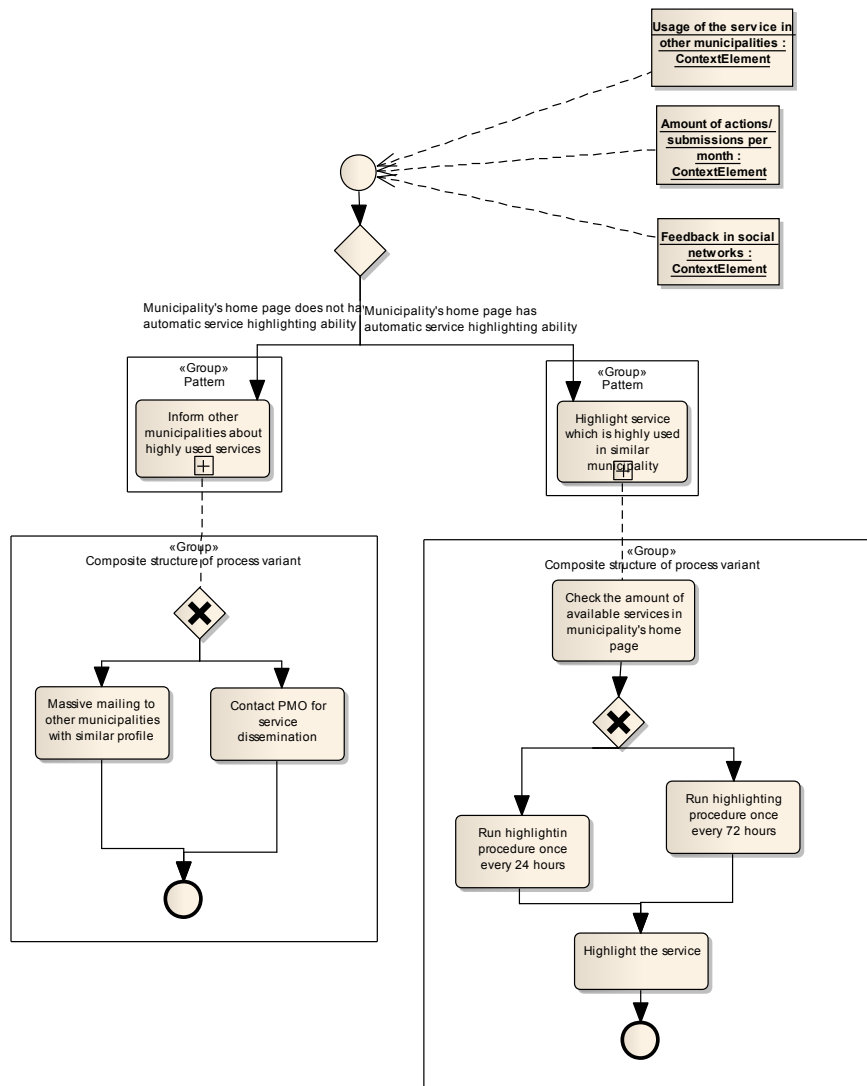 Usage of the service in
other municipalities :
ContextElement
Amount of actions/
submissions per
month :
ContextElement
Feedback in social
networks :
ContextElement
Municipality's home page does not ha
automatic service highlighting ability
Municipality's home page has
automatic service highlighting ability
«Group»
Pattern
Inform other
municipalities about
highly used services
«Group»
Pattern
Highlight service
which is highly used
in similar
municipality
«Group»
Composite structure of process variant
Massive mailing to
other municipalities
with similar profile
Contact PMO for
service
dissemination
«Group»
Composite structure of process variant
Check the amount of
available services in
municipality's home
page
Run highlightin
procedure once
every 24 hours
Run highlighting
procedure once
every 72 hours
Highlight the service